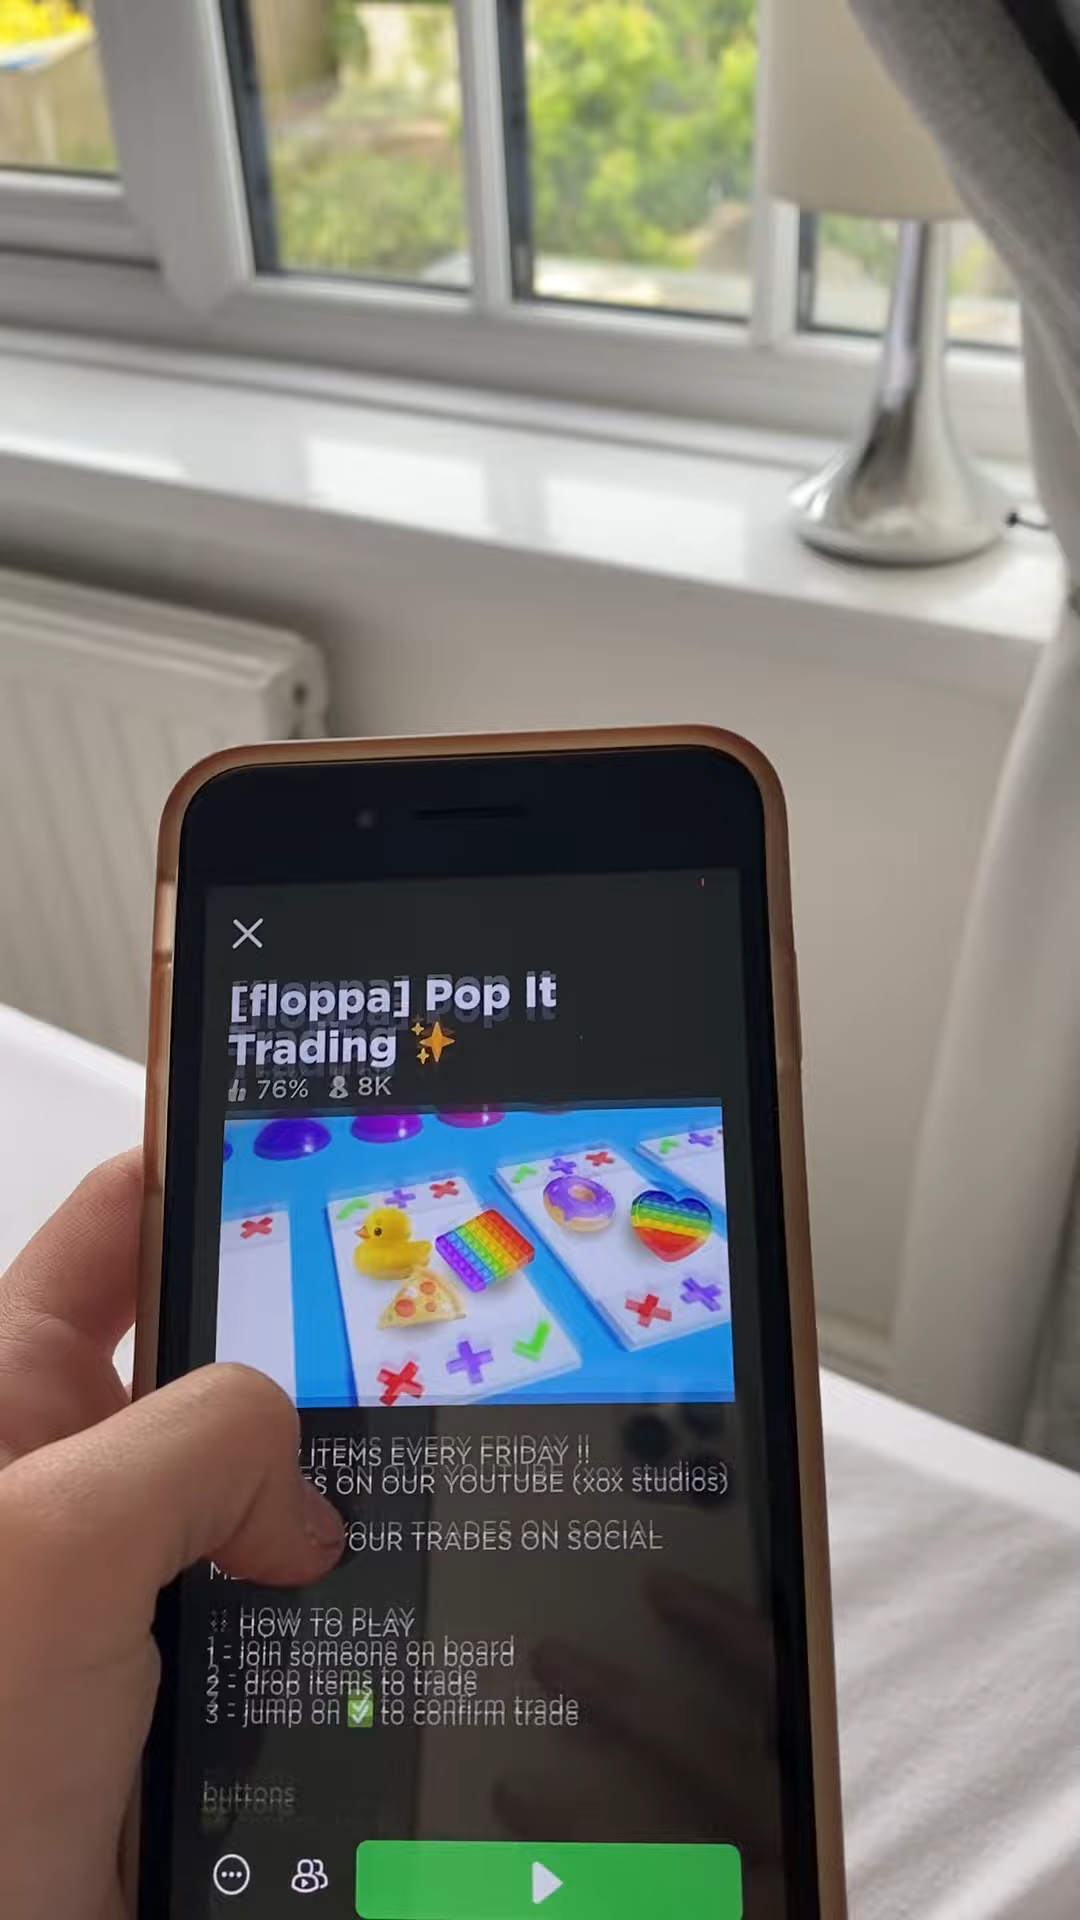 [floppa] Pop It
Trading ✨
76% 8K
ITEMS EVERY FRIDAY !!
ON OUR YOUTUBE (xox studios)
YOUR TRADES ON SOCIAL
HOW TO PLAY
1 - join someone on board
2 - drop items to trade
3 - jump on ✅ to confirm trade
buttons